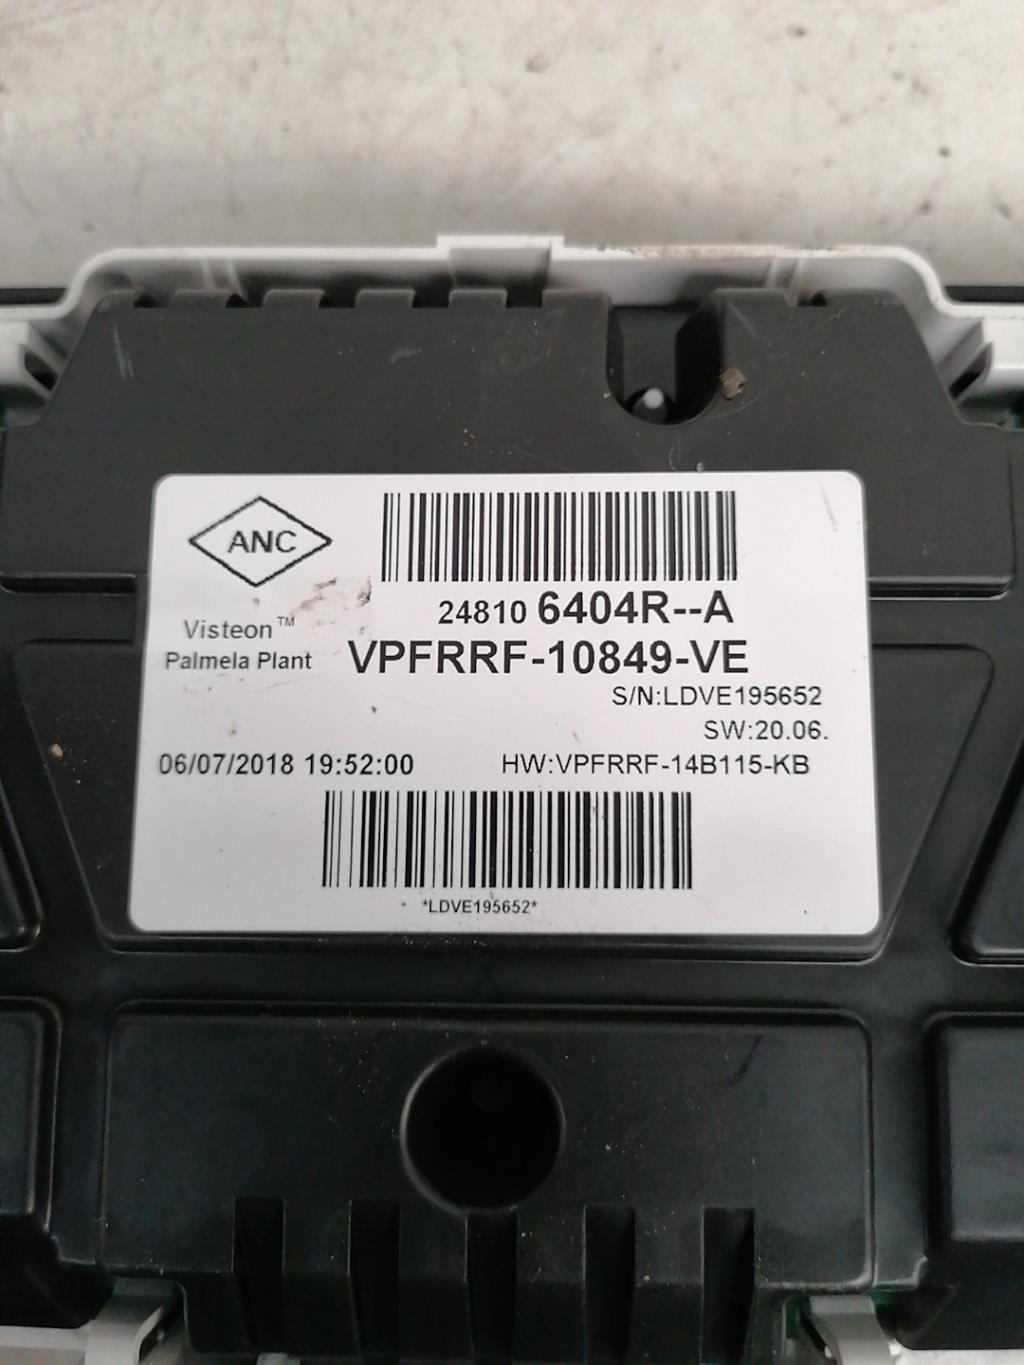 ANC
24810 6404R--A
Visteon™
Palmela Plant
VPFRRF-10849-VE
S/N:LDVE195652
SW:20.06.
06/07/2018 19:52:00
HW:VPFRRF-14B115-KB
*LDVE195652*